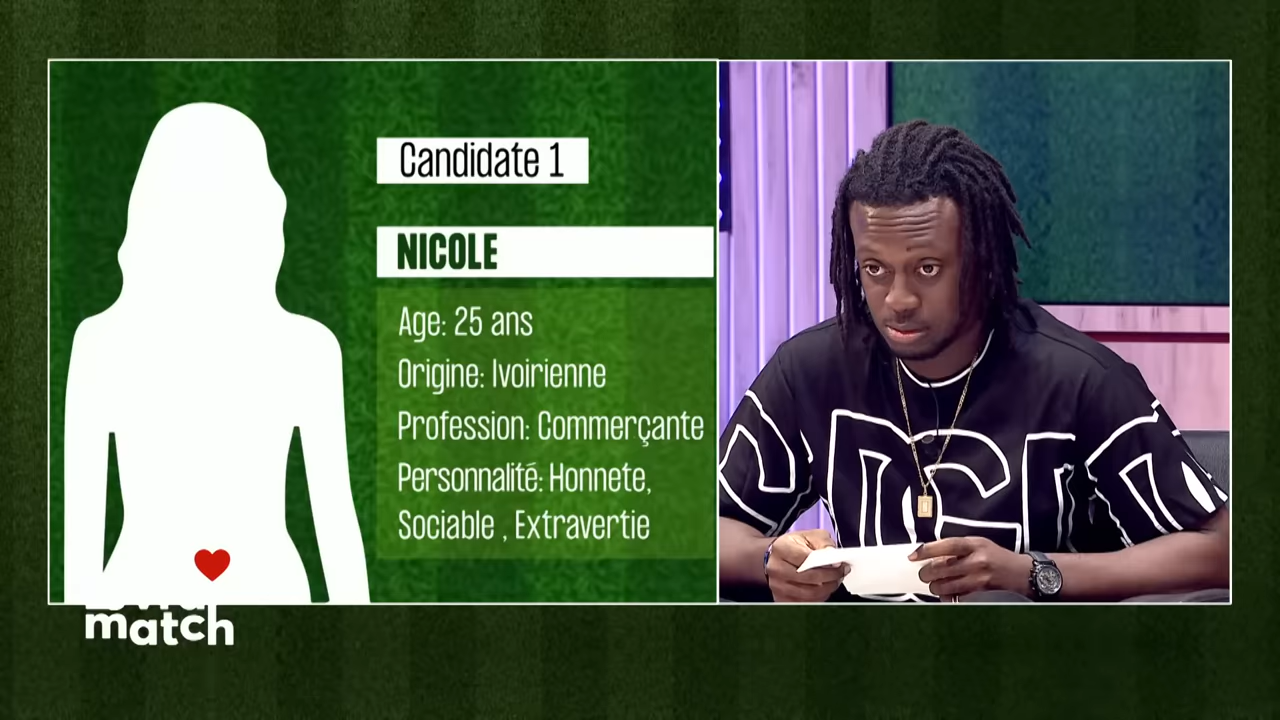 Candidate 1
NICOLE
Age: 25 ans
Origine: Ivoirienne
Profession: Commerçante
Personnalité: Honnete,
Sociable , Extravertie
match